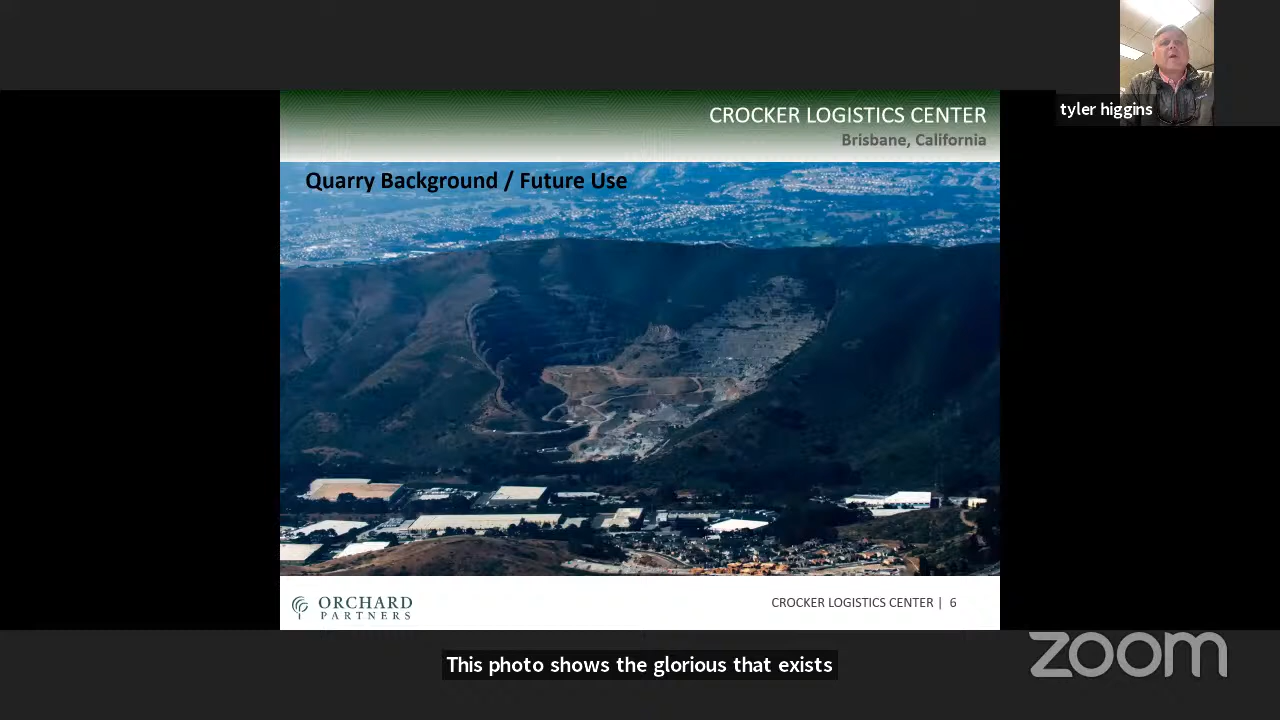 tyler higgins
CROCKER LOGISTICS CENTER
Brisbane, California
Quarry Background / Future Use
ORCHARD
PARTNERS
CROCKER LOGISTICS CENTER | 6
This photo shows the glorious that exists
zoom